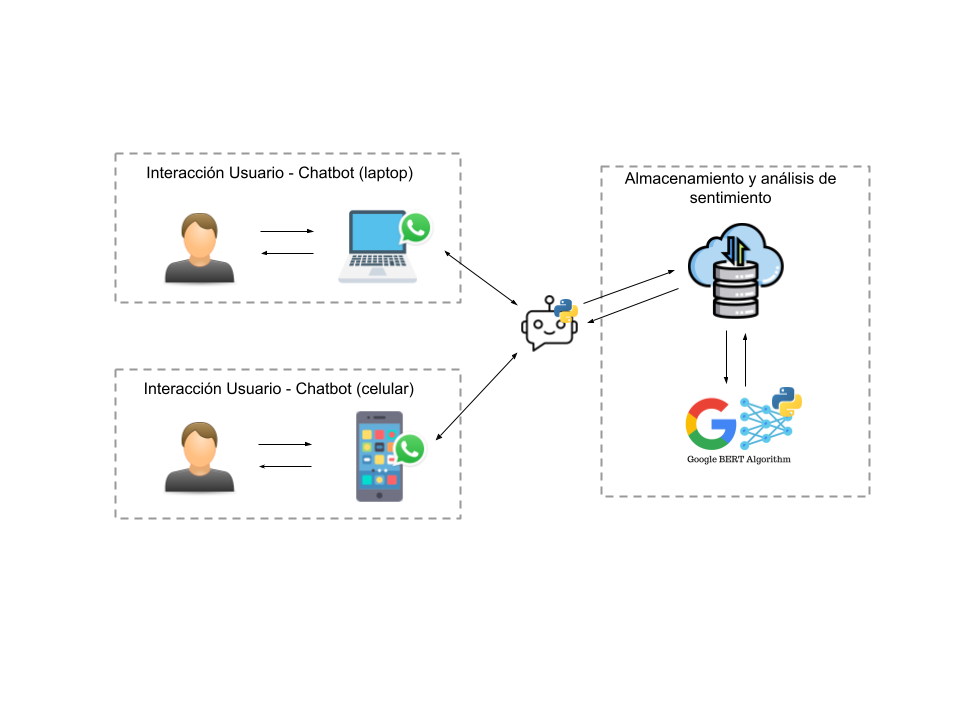 Interacción Usuario - Chatbot (laptop)
Almacenamiento y análisis de
sentimiento
Interacción Usuario - Chatbot (celular)
Google BERT Algorithm